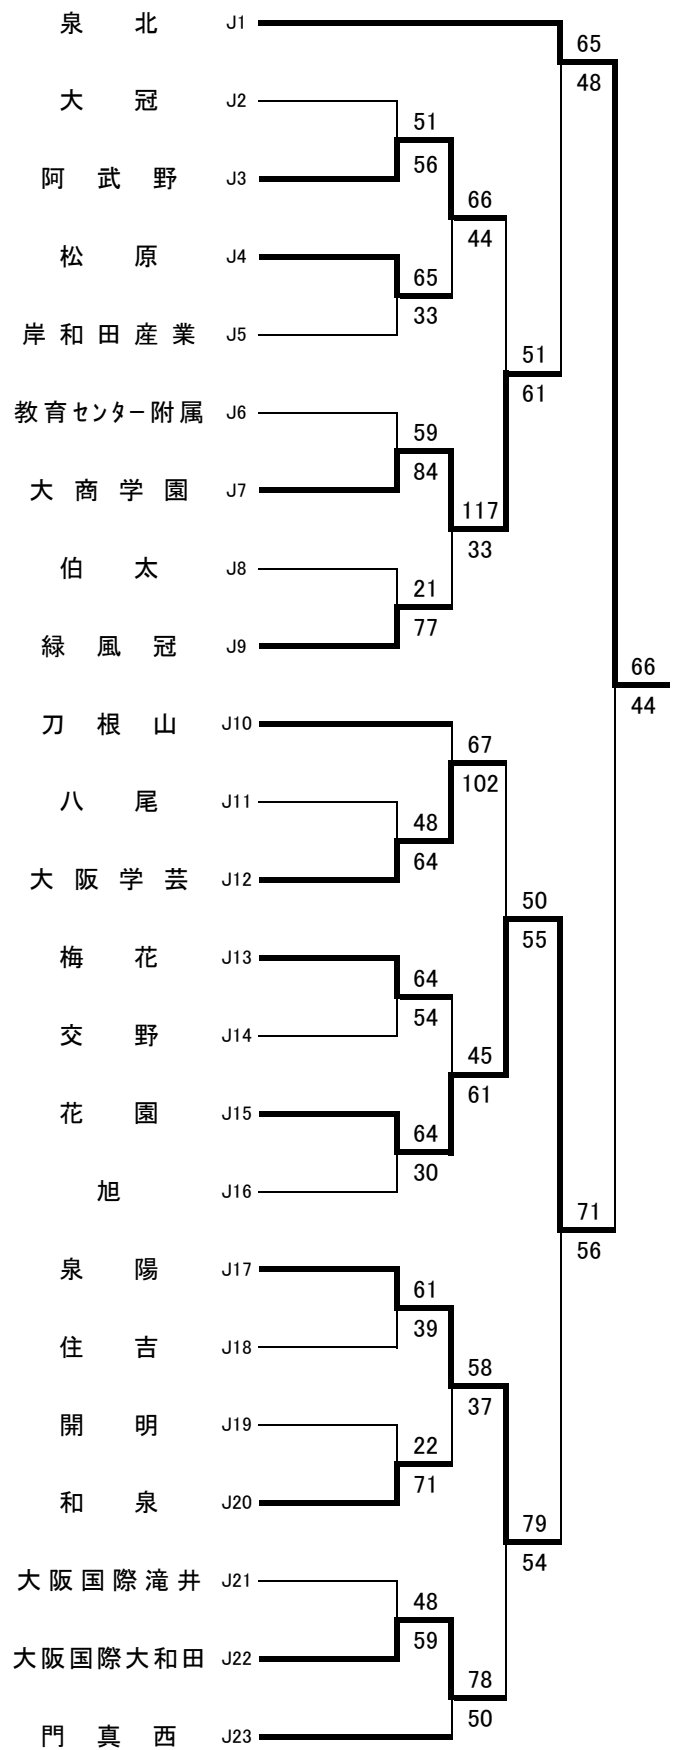 泉北 J1
65
48
大冠 J2
51
阿武野 J3
56
66
44
松原 J4
65
33
岸和田産業 J5
51
61
教育センター附属 J6
59
大商学園 J7
84
117
33
伯太 J8
21
緑風冠 J9
77
66
44
刀根山 J10
67
102
八尾 J11
48
大阪学芸 J12
64
50
55
梅花 J13
64
54
交野 J14
45
61
花園 J15
64
30
旭 J16
71
56
泉陽 J17
61
39
住吉 J18
58
37
開明 J19
22
和泉 J20
71
79
54
大阪国際滝井 J21
48
大阪国際大和田 J22
59
78
50
門真西 J23